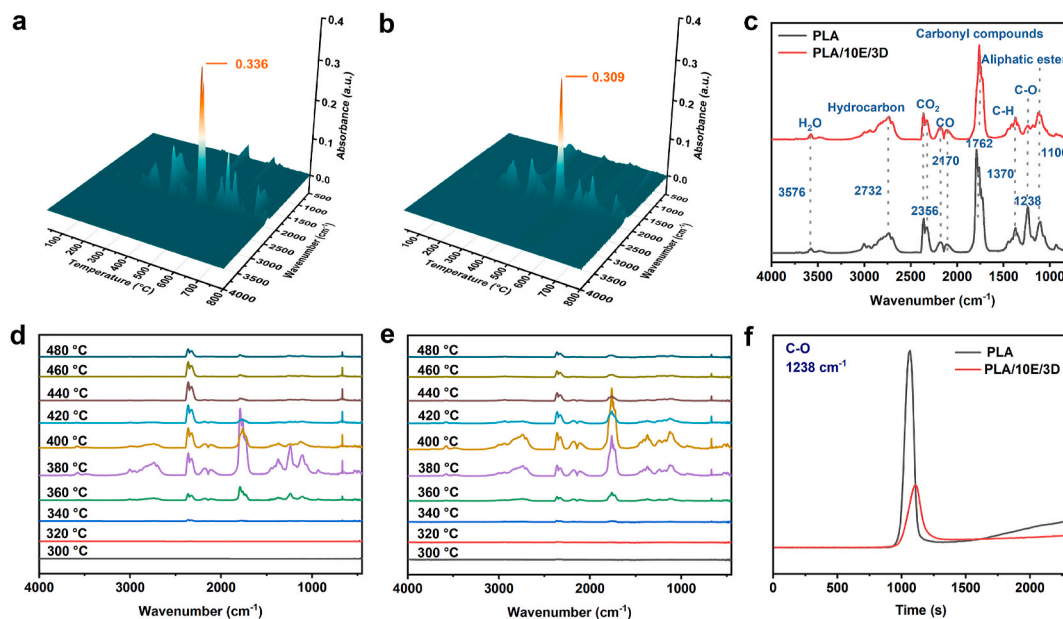 a
0.336
0.4
0.3
0.2
0.1
0.0
Absorbance (a.u.)
100
200
300
400
500
600
700
800
Temperature (°C)
500
1000
1500
2000
2500
3000
3500
4000
Wavenumber (cm-1)
b
0.309
0.4
0.3
0.2
0.1
0.0
Absorbance (a.u.)
100
200
300
400
500
600
700
800
Temperature (°C)
500
1000
1500
2000
2500
3000
3500
4000
Wavenumber (cm-1)
c
PLA
PLA/10E/3D
Carbonyl compounds
Aliphatic ester
Hydrocarbon
CO2
C-O
C-H
H2O
CO
1762
2170
1370
1100
3576
2732
2356
1238
4000 3500 3000 2500 2000 1500 1000
Wavenumber (cm-1)
d
480 °C
460 °C
440 °C
420 °C
400 °C
380 °C
360 °C
340 °C
320 °C
300 °C
4000 3000 2000 1000
Wavenumber (cm-1)
e
480 °C
460 °C
440 °C
420 °C
400 °C
380 °C
360 °C
340 °C
320 °C
300 °C
4000 3000 2000 1000
Wavenumber (cm-1)
f
C-O
1238 cm-1
PLA
PLA/10E/3D
0 500 1000 1500 2000
Time (s)